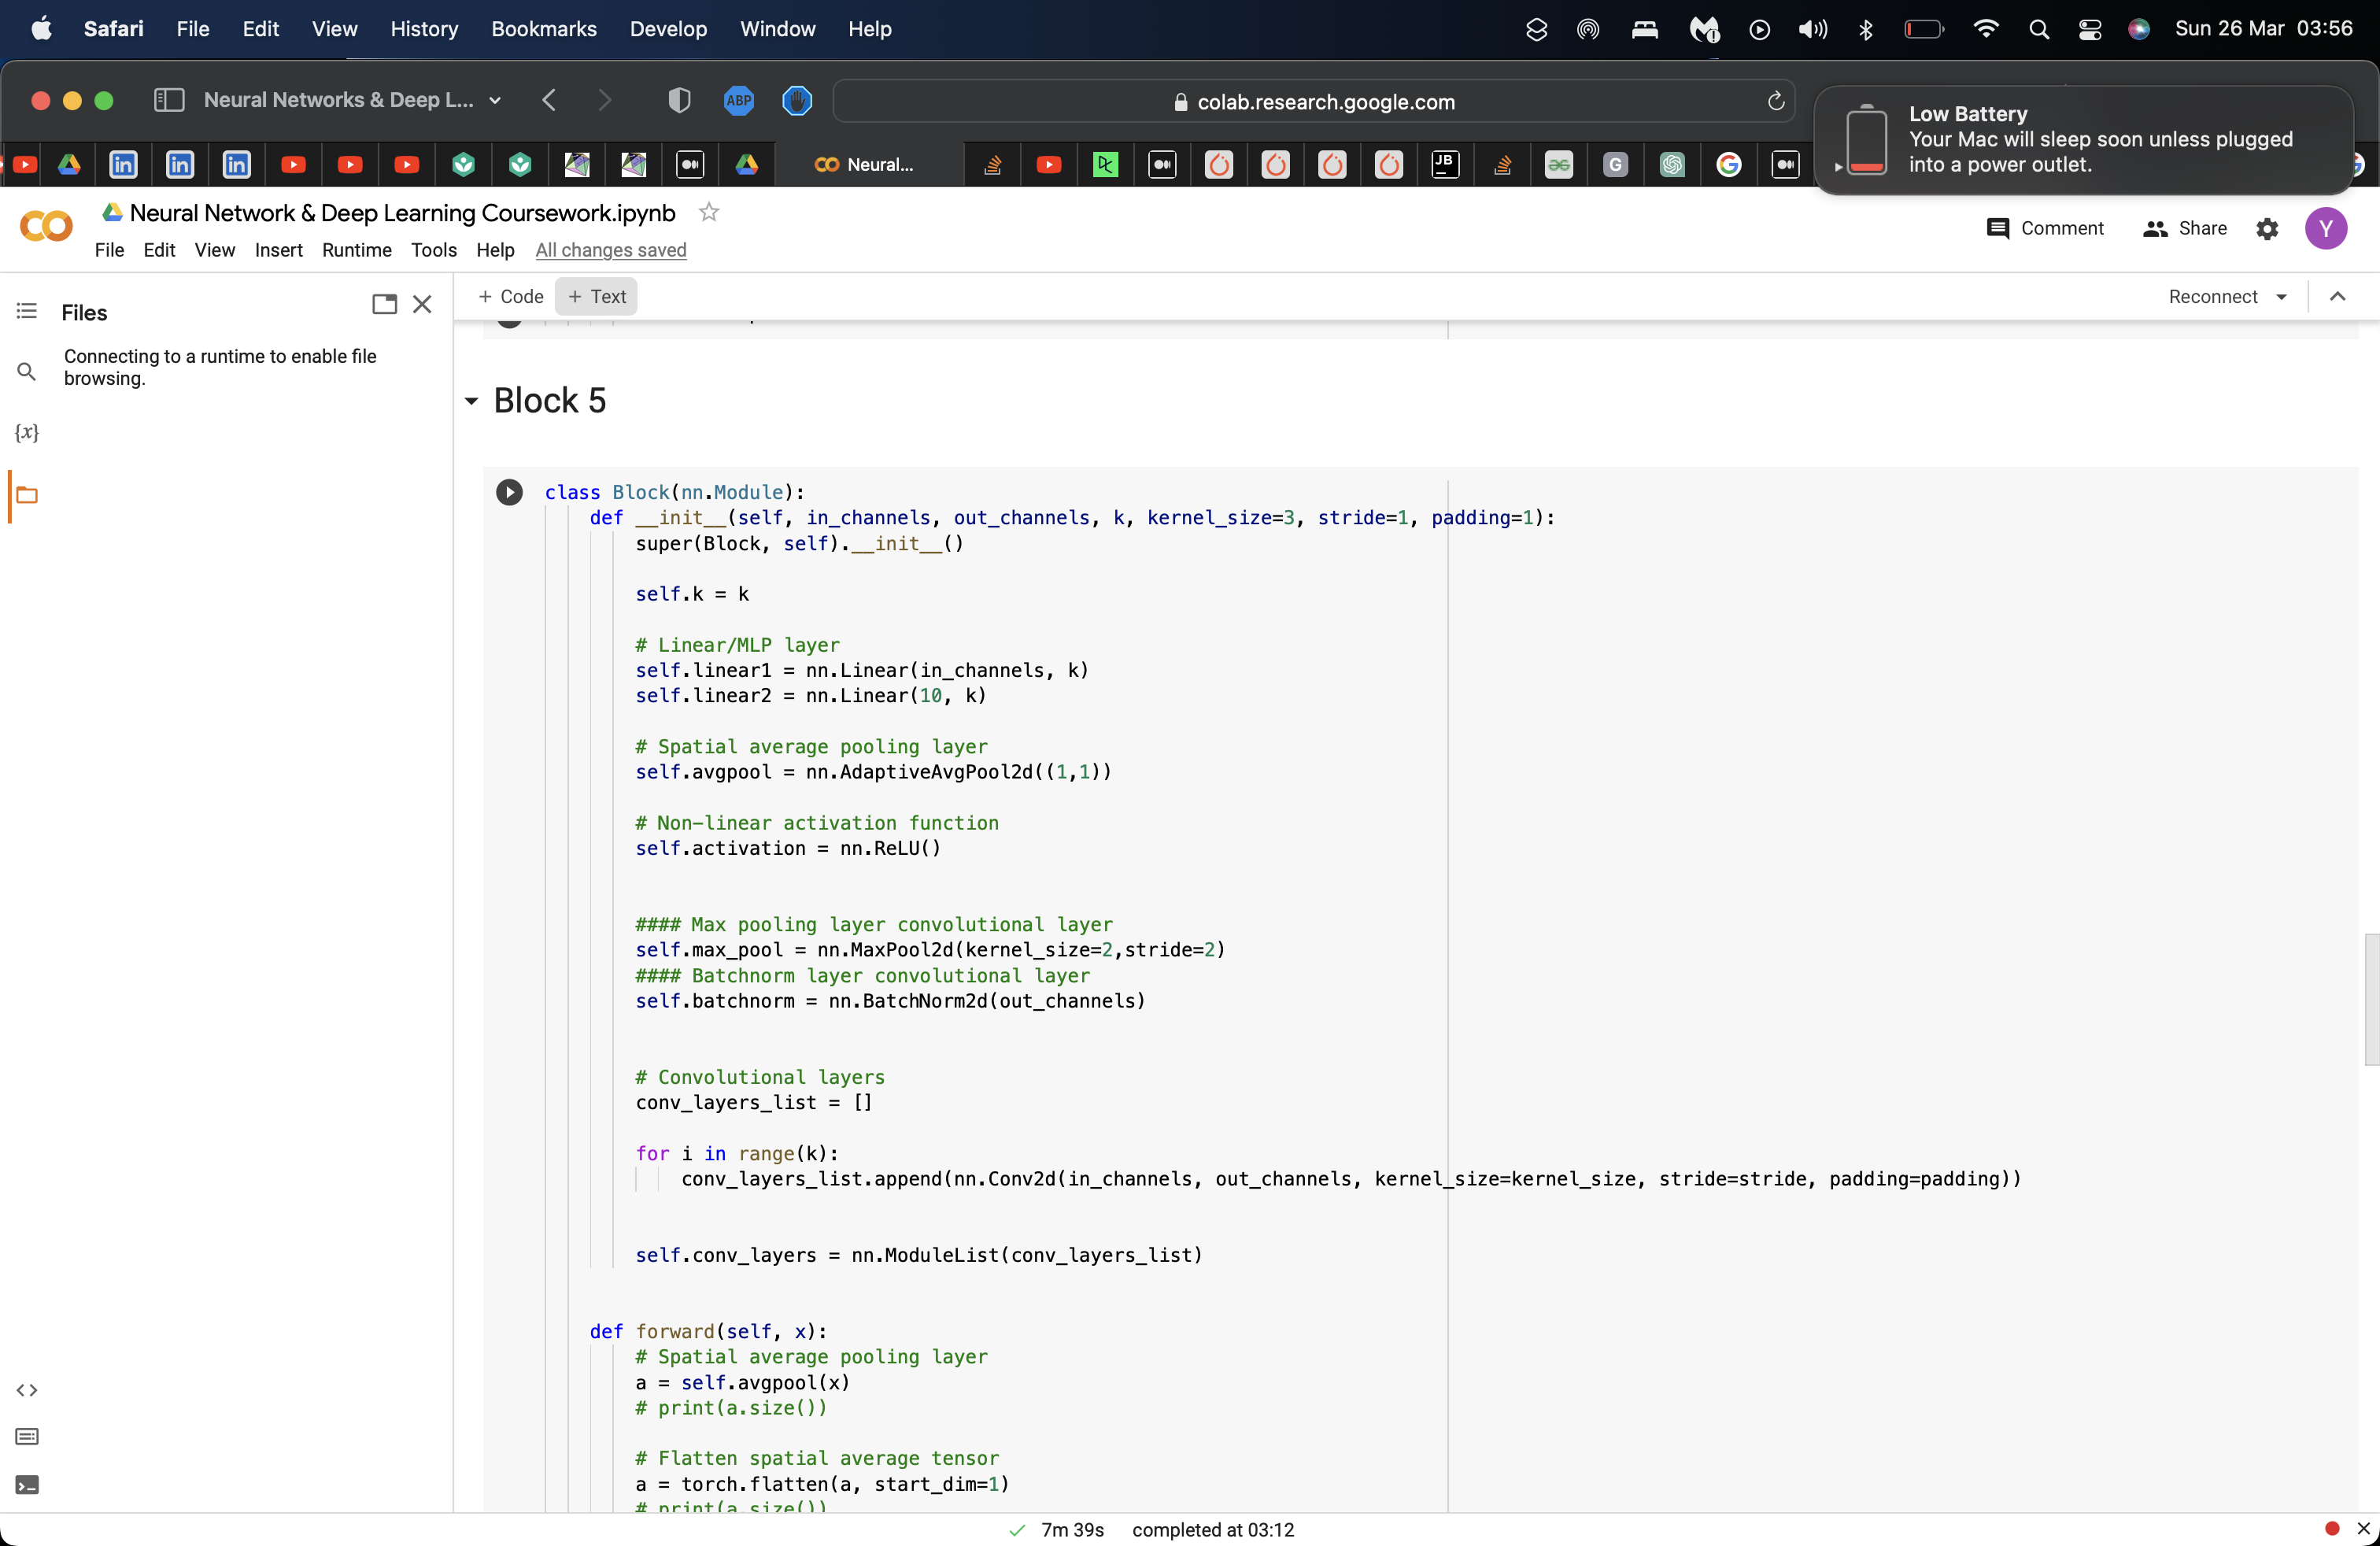 Safari File Edit View History Bookmarks Develop Window Help Sun 26 Mar 03:56
Neural Networks & Deep L... ABP colab.research.google.com
Low Battery
Your Mac will sleep soon unless plugged
into a power outlet.
Neural...
Neural Network & Deep Learning Coursework.ipynb
Comment Share Y
File Edit View Insert Runtime Tools Help All changes saved
+ Code + Text Reconnect
Files
Connecting to a runtime to enable file
browsing.
{x}
Block 5
class Block(nn.Module):
def __init__(self, in_channels, out_channels, k, kernel_size=3, stride=1, padding=1):
super(Block, self).__init__()
self.k = k
# Linear/MLP layer
self.linear1 = nn.Linear(in_channels, k)
self.linear2 = nn.Linear(10, k)
# Spatial average pooling layer
self.avgpool = nn.AdaptiveAvgPool2d((1,1))
# Non-linear activation function
self.activation = nn.ReLU()
#### Max pooling layer convolutional layer
self.max_pool = nn.MaxPool2d(kernel_size=2,stride=2)
#### Batchnorm layer convolutional layer
self.batchnorm = nn.BatchNorm2d(out_channels)
# Convolutional layers
conv_layers_list = []
for i in range(k):
conv_layers_list.append(nn.Conv2d(in_channels, out_channels, kernel_size=kernel_size, stride=stride, padding=padding))
self.conv_layers = nn.ModuleList(conv_layers_list)
def forward(self, x):
# Spatial average pooling layer
a = self.avgpool(x)
# print(a.size())
# Flatten spatial average tensor
a = torch.flatten(a, start_dim=1)
# print(a.size())
7m 39s completed at 03:12